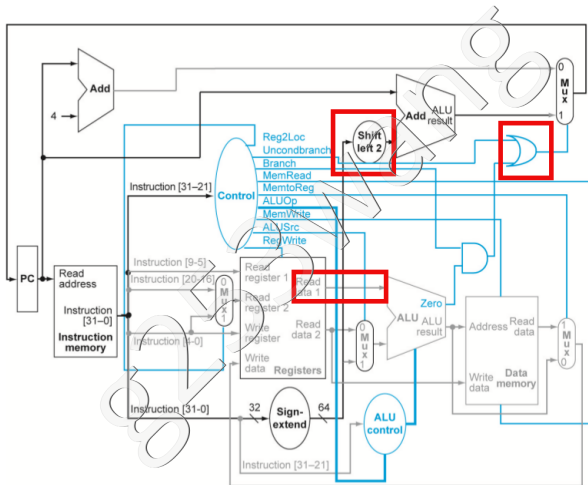 0
M
u
x
1
Add
4
Add
ALU
result
Shift
left 2
Reg2Loc
Uncondbranch
Branch
MemRead
MemtoReg
ALUOp
MemWrite
ALUSrc
RegWrite
Control
Instruction [31–21]
PC
Read
address
Instruction
[31–0]
Instruction
memory
Instruction [9-5]
Instruction [20–16]
Instruction [4–0]
0
M
u
x
1
Read
register 1
Read
register 2
Write
register
Write
data
Read
data 1
Read
data 2
Registers
0
M
u
x
1
Zero
ALU
ALU
result
Address
Read
data
Write
data
Data
memory
1
M
u
x
0
Instruction [31-0]
32
Sign-
extend
64
ALU
control
Instruction [31–21]